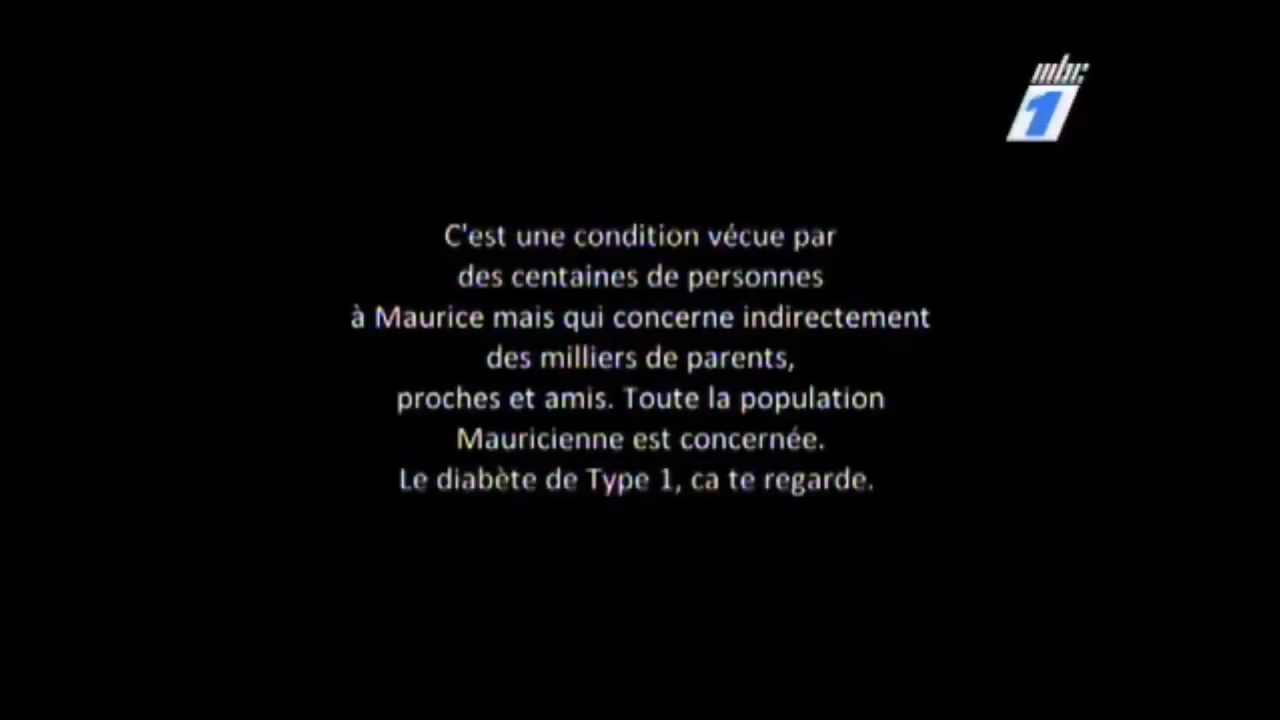 mbc
1
C'est une condition vécue par
des centaines de personnes
à Maurice mais qui concerne indirectement
des milliers de parents,
proches et amis. Toute la population
Mauricienne est concernée.
Le diabète de Type 1, ca te regarde.